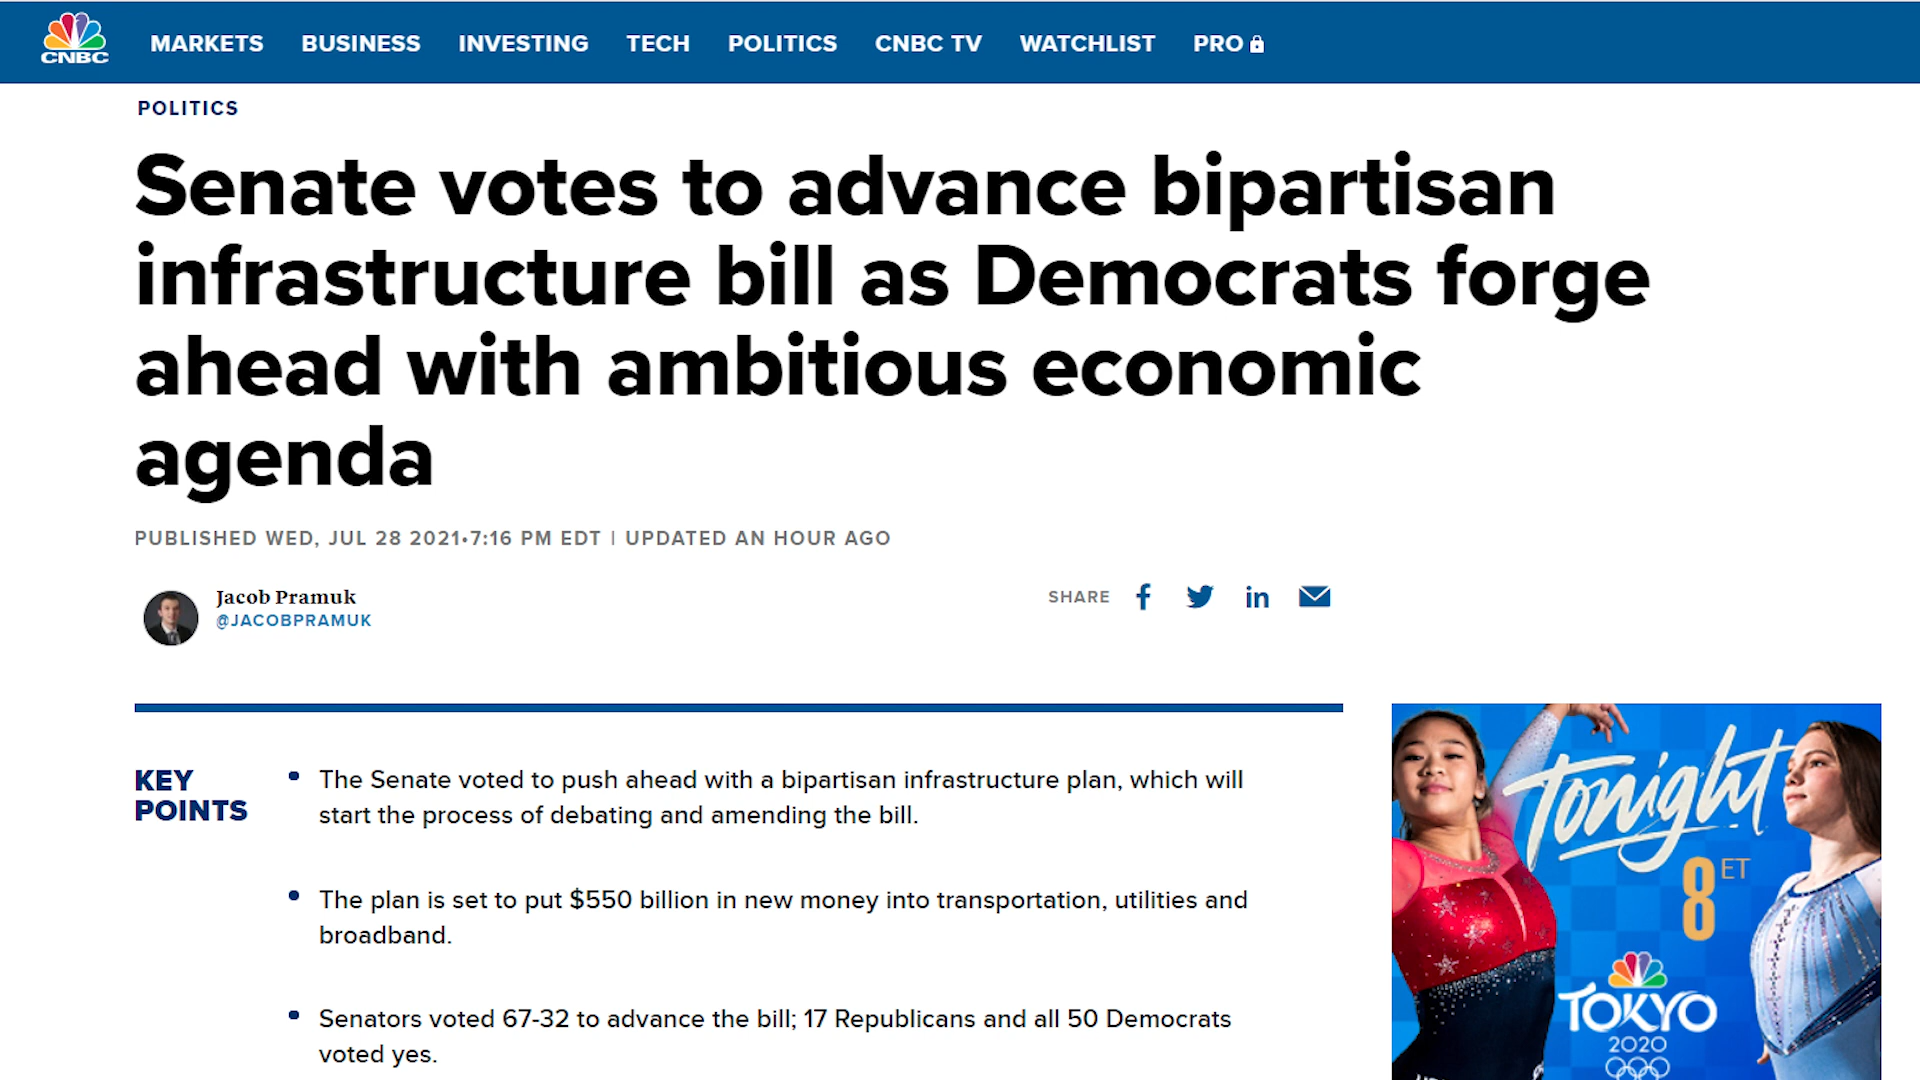 CNBC
MARKETS BUSINESS INVESTING TECH POLITICS CNBC TV WATCHLIST PRO
POLITICS
Senate votes to advance bipartisan
infrastructure bill as Democrats forge
ahead with ambitious economic
agenda
PUBLISHED WED, JUL 28 2021•7:16 PM EDT | UPDATED AN HOUR AGO
Jacob Pramuk
@JACOBPRAMUK
SHARE
KEY
POINTS
• The Senate voted to push ahead with a bipartisan infrastructure plan, which will
start the process of debating and amending the bill.
• The plan is set to put $550 billion in new money into transportation, utilities and
broadband.
• Senators voted 67-32 to advance the bill; 17 Republicans and all 50 Democrats
voted yes.
Tonight
8 ET
TOKYO
2020